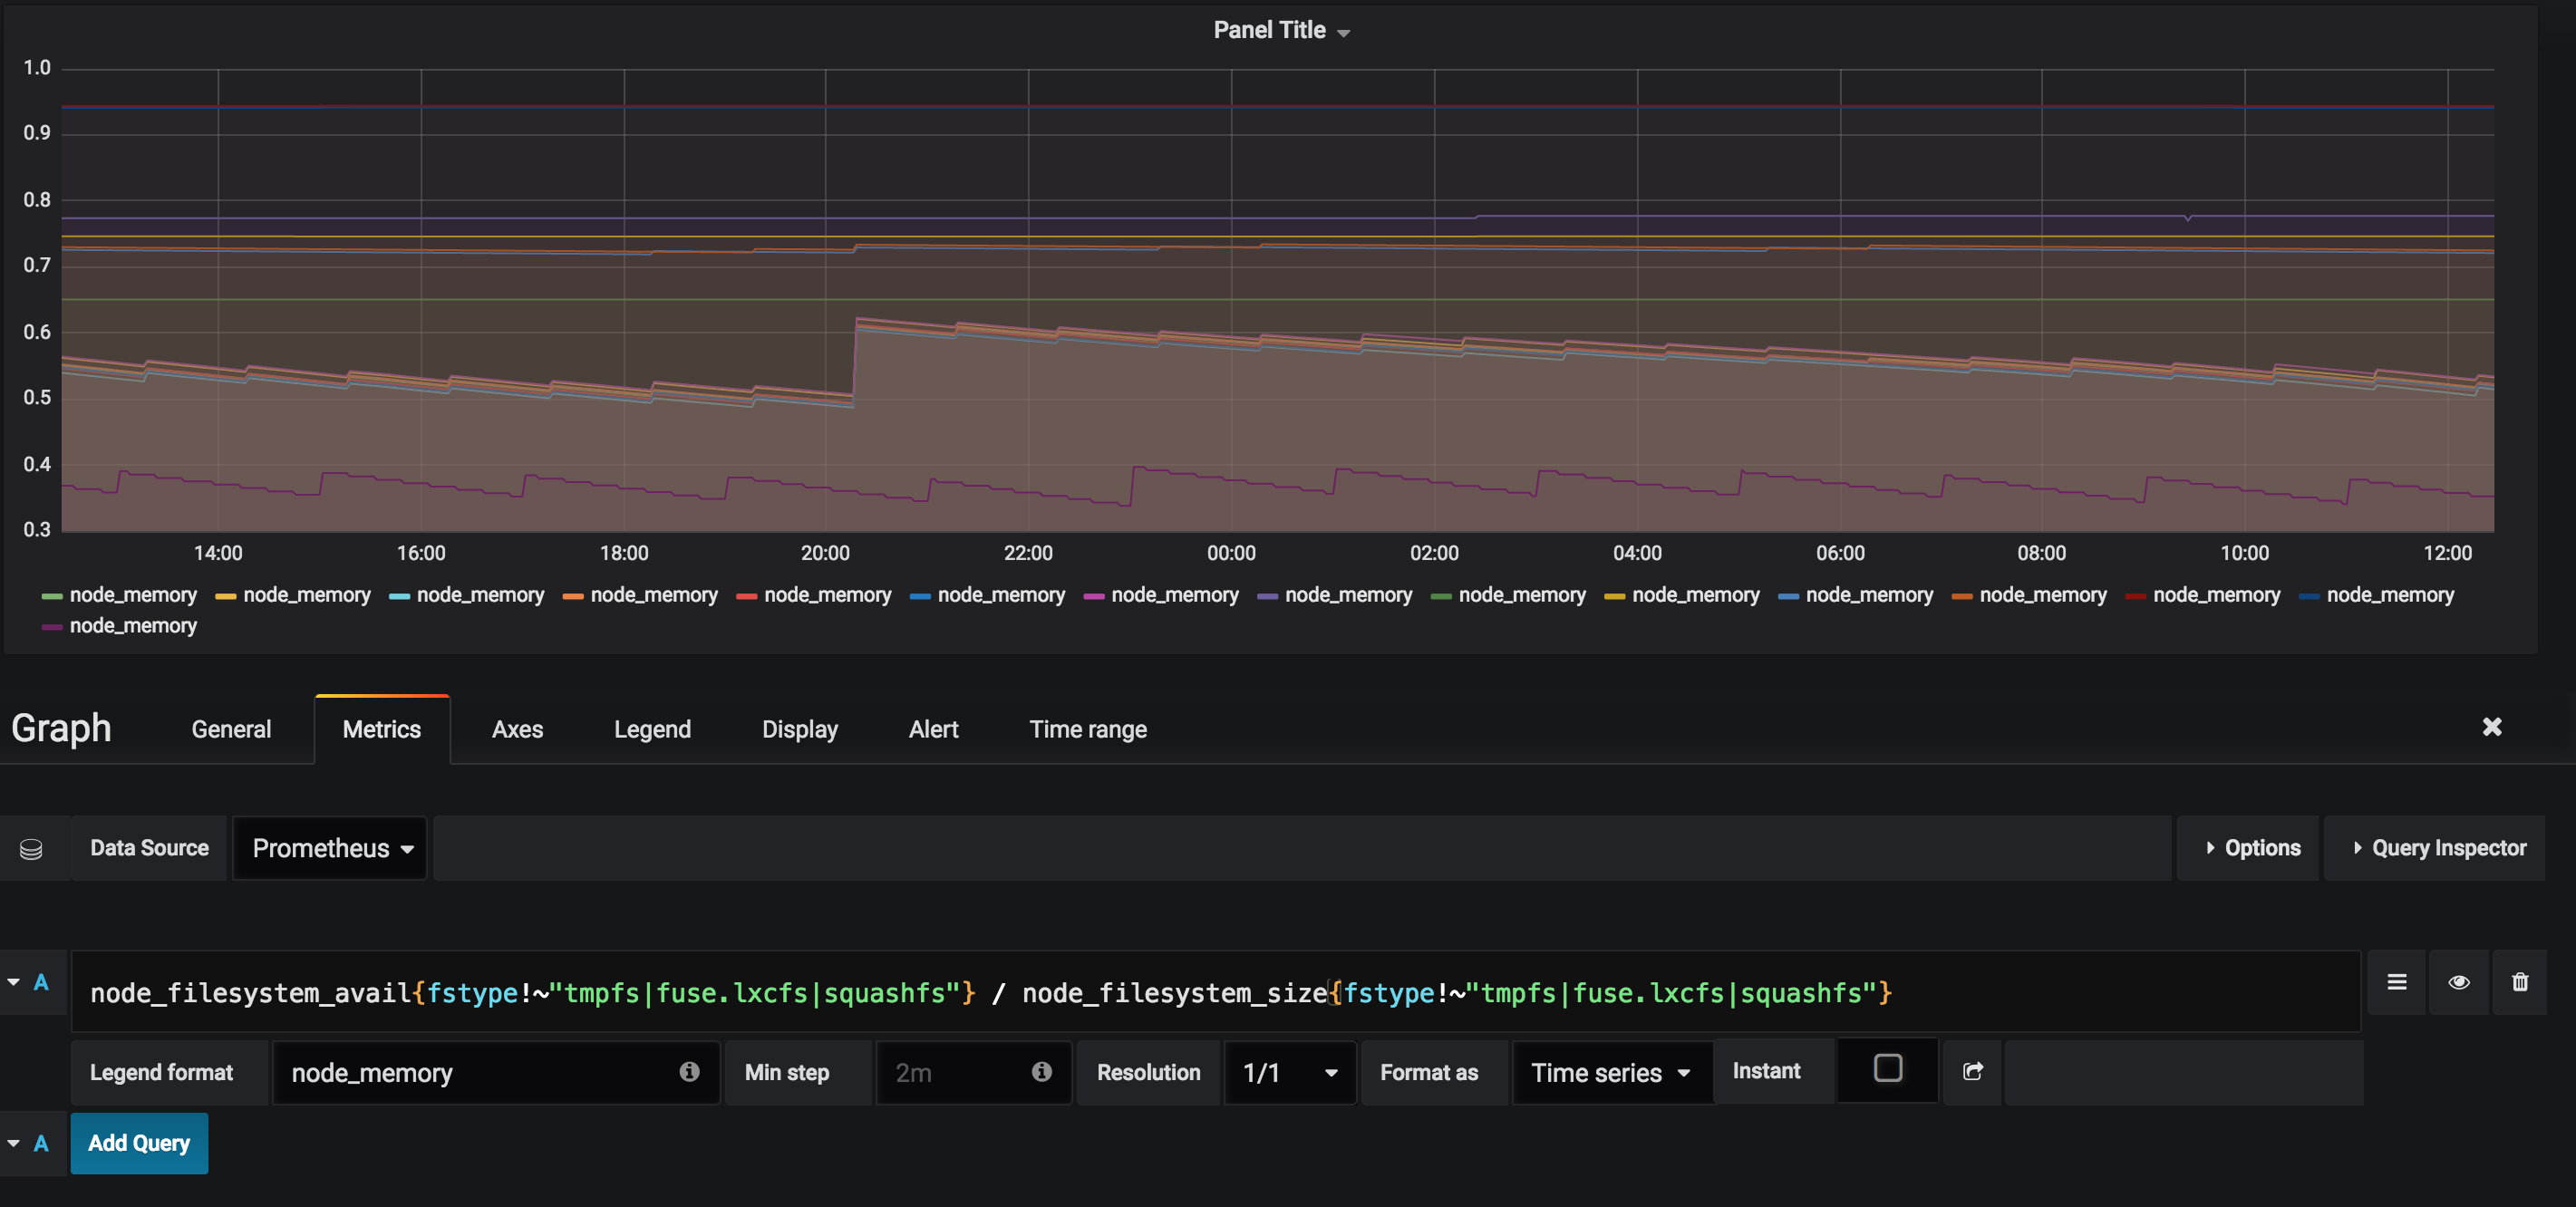 Panel Title
1.0
0.9
0.8
0.7
0.6
0.5
0.4
0.3
14:00 16:00 18:00 20:00 22:00 00:00 02:00 04:00 06:00 08:00 10:00 12:00
node_memory node_memory node_memory node_memory node_memory node_memory node_memory node_memory node_memory node_memory node_memory node_memory node_memory node_memory
node_memory
Graph General Metrics Axes Legend Display Alert Time range
Data Source Prometheus Options Query Inspector
A node_filesystem_avail{fstype!~"tmpfs|fuse.lxcfs|squashfs"} / node_filesystem_size{fstype!~"tmpfs|fuse.lxcfs|squashfs"}
Legend format node_memory Min step 2m Resolution 1/1 Format as Time series Instant
A Add Query